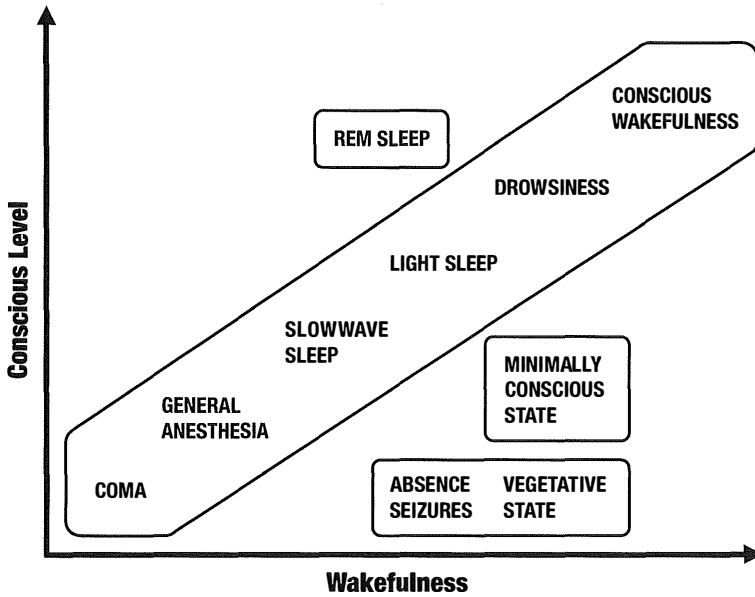 Conscious Level
CONSCIOUS
WAKEFULNESS
REM SLEEP
DROWSINESS
LIGHT SLEEP
SLOWWAVE
SLEEP
MINIMALLY
CONSCIOUS
STATE
GENERAL
ANESTHESIA
COMA
ABSENCE
SEIZURES
VEGETATIVE
STATE
Wakefulness